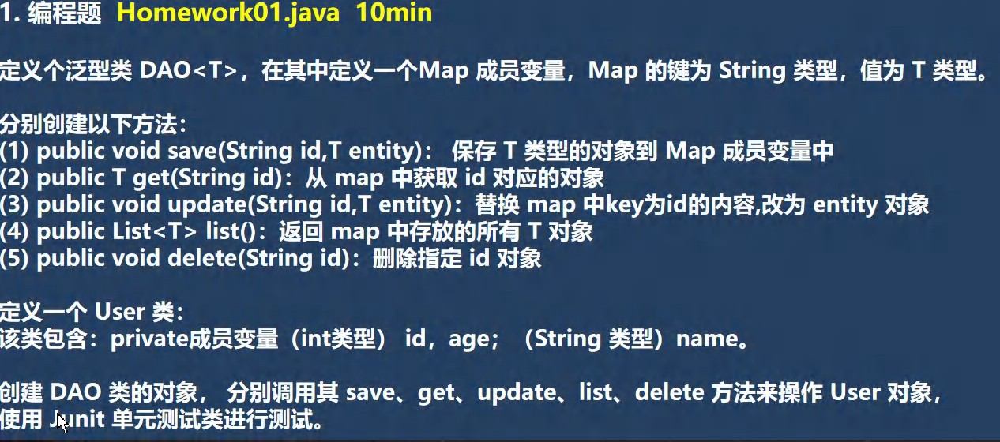 1. 编程题 Homework01.java 10min
定义个泛型类 DAO<T>，在其中定义一个Map 成员变量，Map 的键为 String 类型，值为 T 类型。
分别创建以下方法：
(1) public void save(String id,T entity)： 保存 T 类型的对象到 Map 成员变量中
(2) public T get(String id)：从 map 中获取 id 对应的对象
(3) public void update(String id,T entity)：替换 map 中key为id的内容,改为 entity 对象
(4) public List<T> list()：返回 map 中存放的所有 T 对象
(5) public void delete(String id)：删除指定 id 对象
定义一个 User 类：
该类包含：private成员变量（int类型） id，age；（String 类型）name。
创建 DAO 类的对象， 分别调用其 save、get、update、list、delete 方法来操作 User 对象，
使用 Junit 单元测试类进行测试。